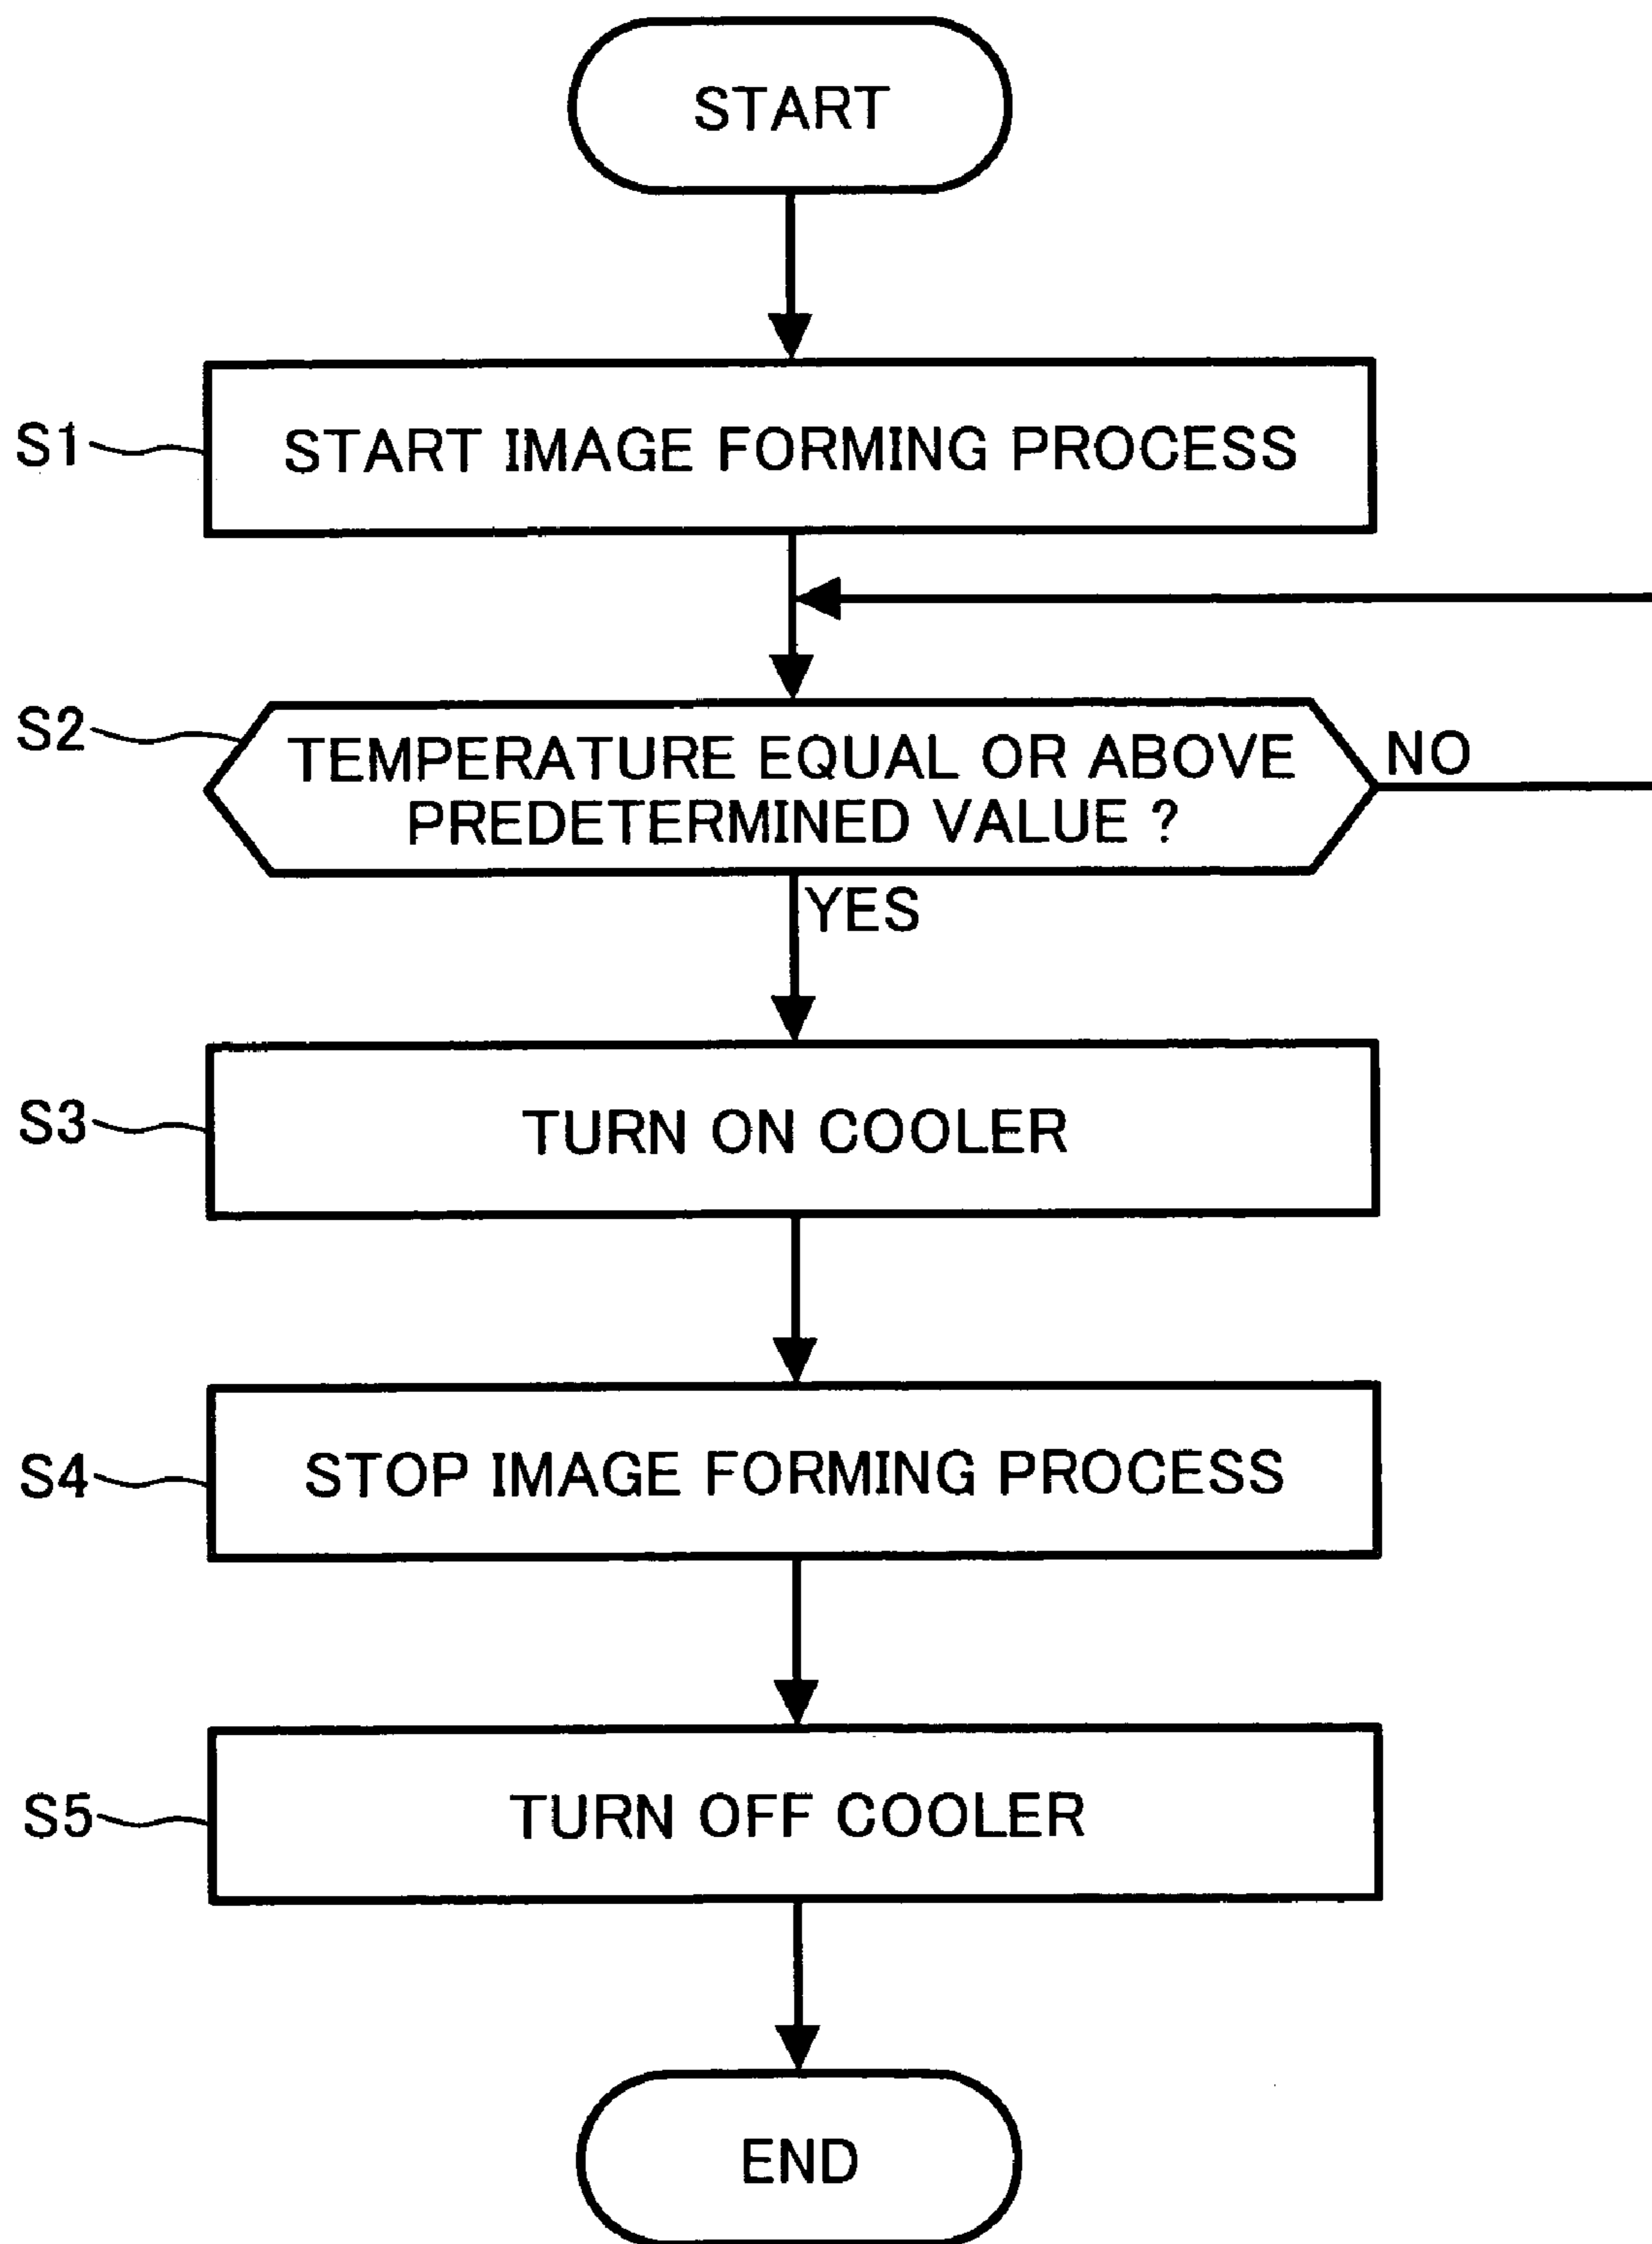 START
S1
START IMAGE FORMING PROCESS
S2
TEMPERATURE EQUAL OR ABOVE
PREDETERMINED VALUE ?
NO
YES
S3
TURN ON COOLER
S4
STOP IMAGE FORMING PROCESS
S5
TURN OFF COOLER
END